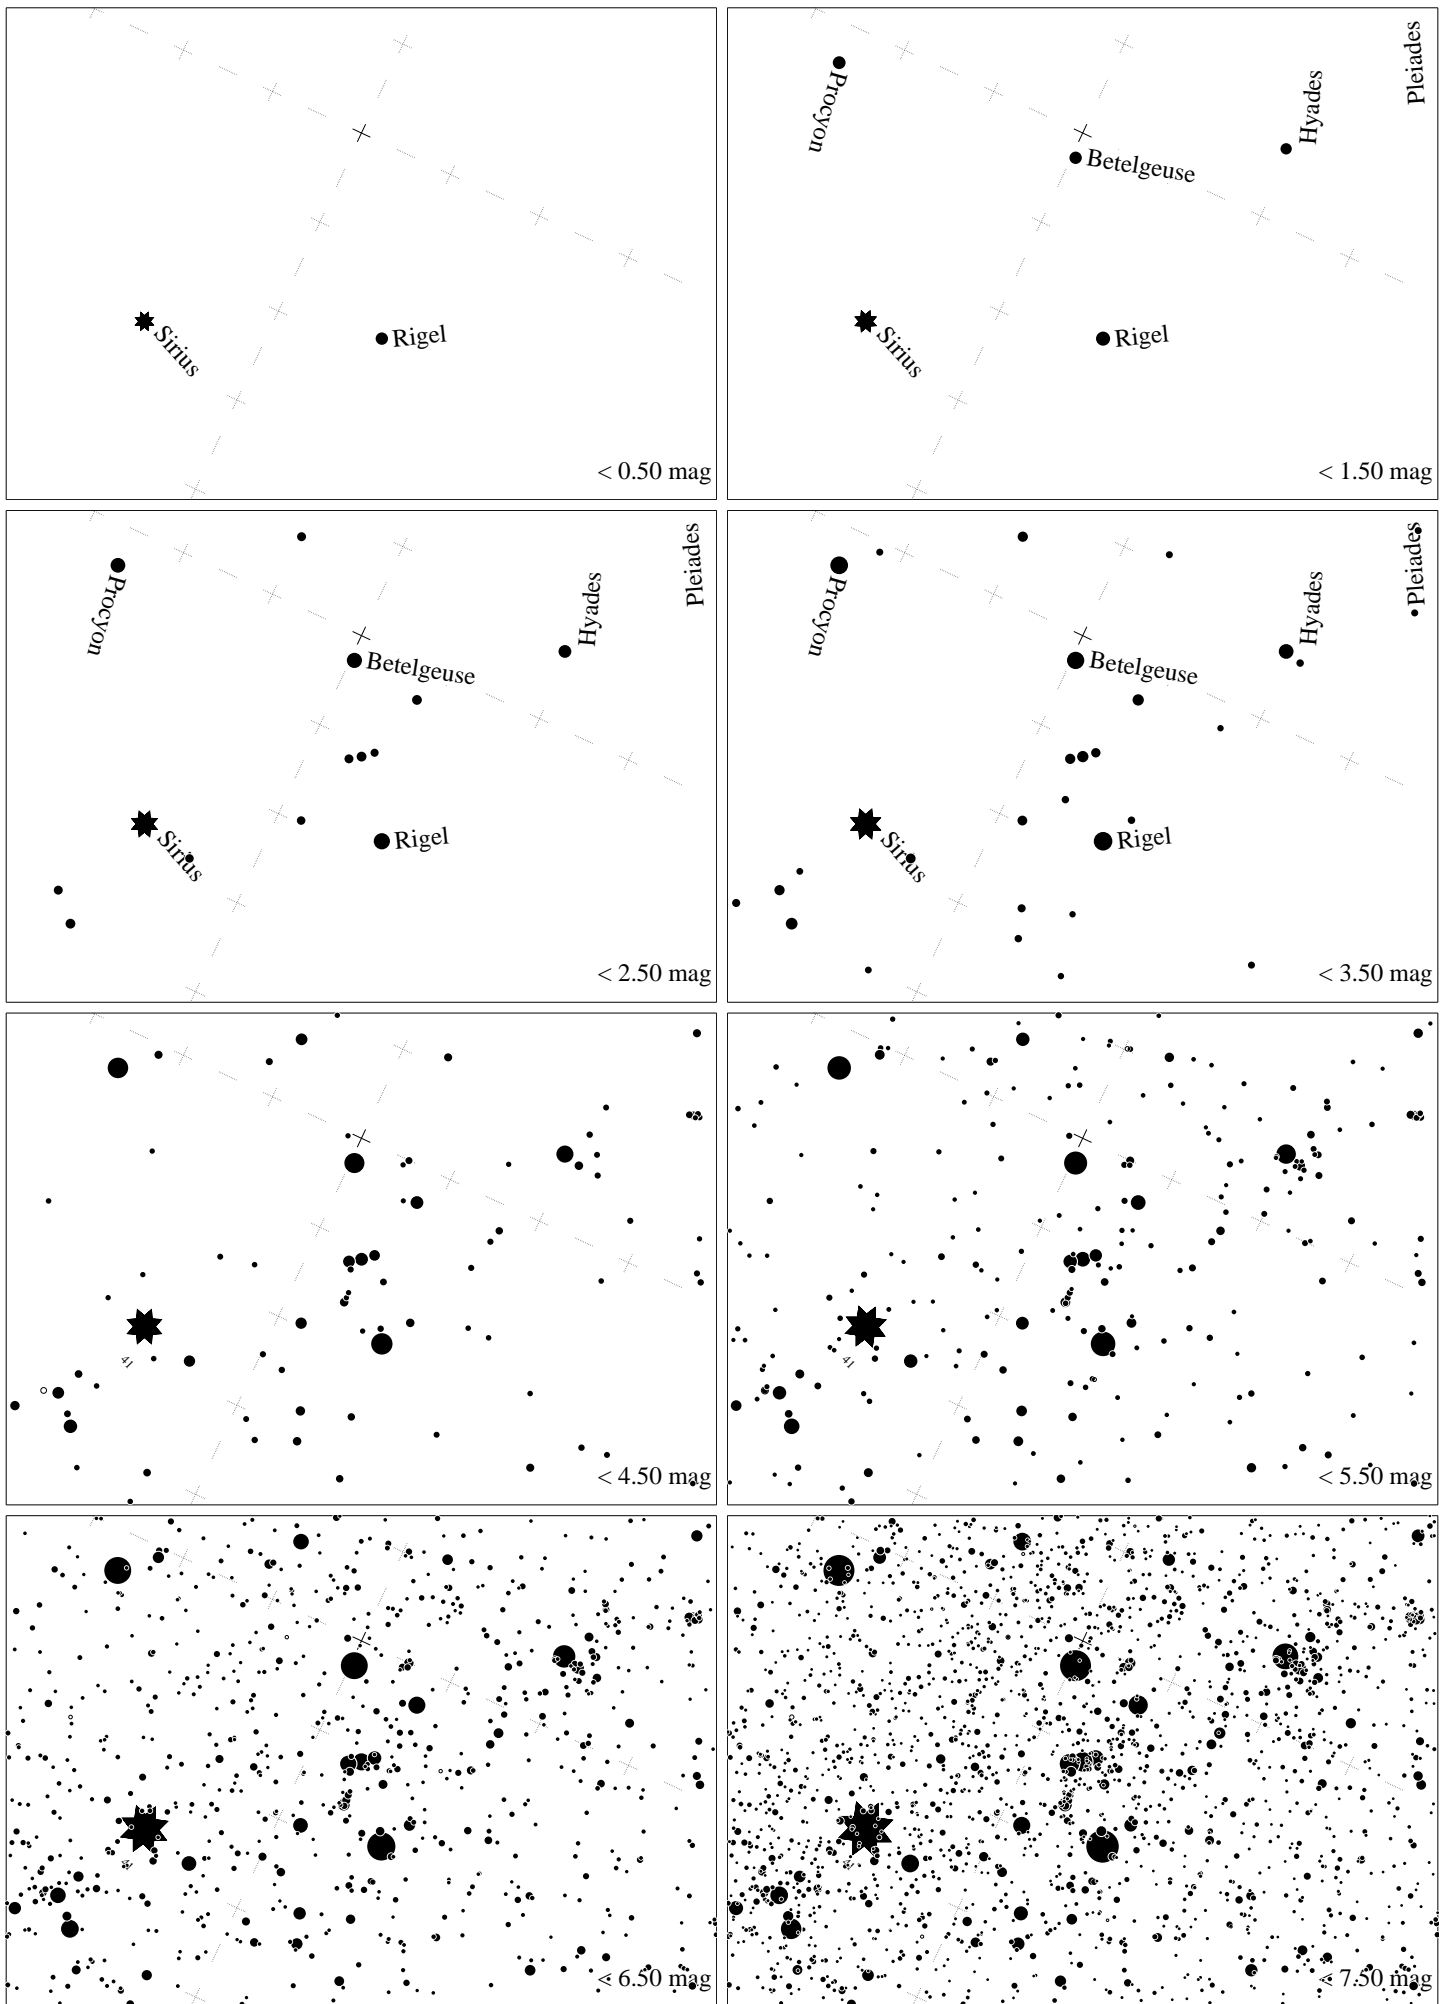 Sirius
Rigel
< 0.50 mag
Procyon
Betelgeuse
Hyades
Pleiades
Sirius
Rigel
< 1.50 mag
Procyon
Betelgeuse
Hyades
Pleiades
Sirius
Rigel
< 2.50 mag
Procyon
Betelgeuse
Hyades
Pleiades
Sirius
Rigel
< 3.50 mag
41
< 4.50 mag
41
< 5.50 mag
< 6.50 mag
< 7.50 mag